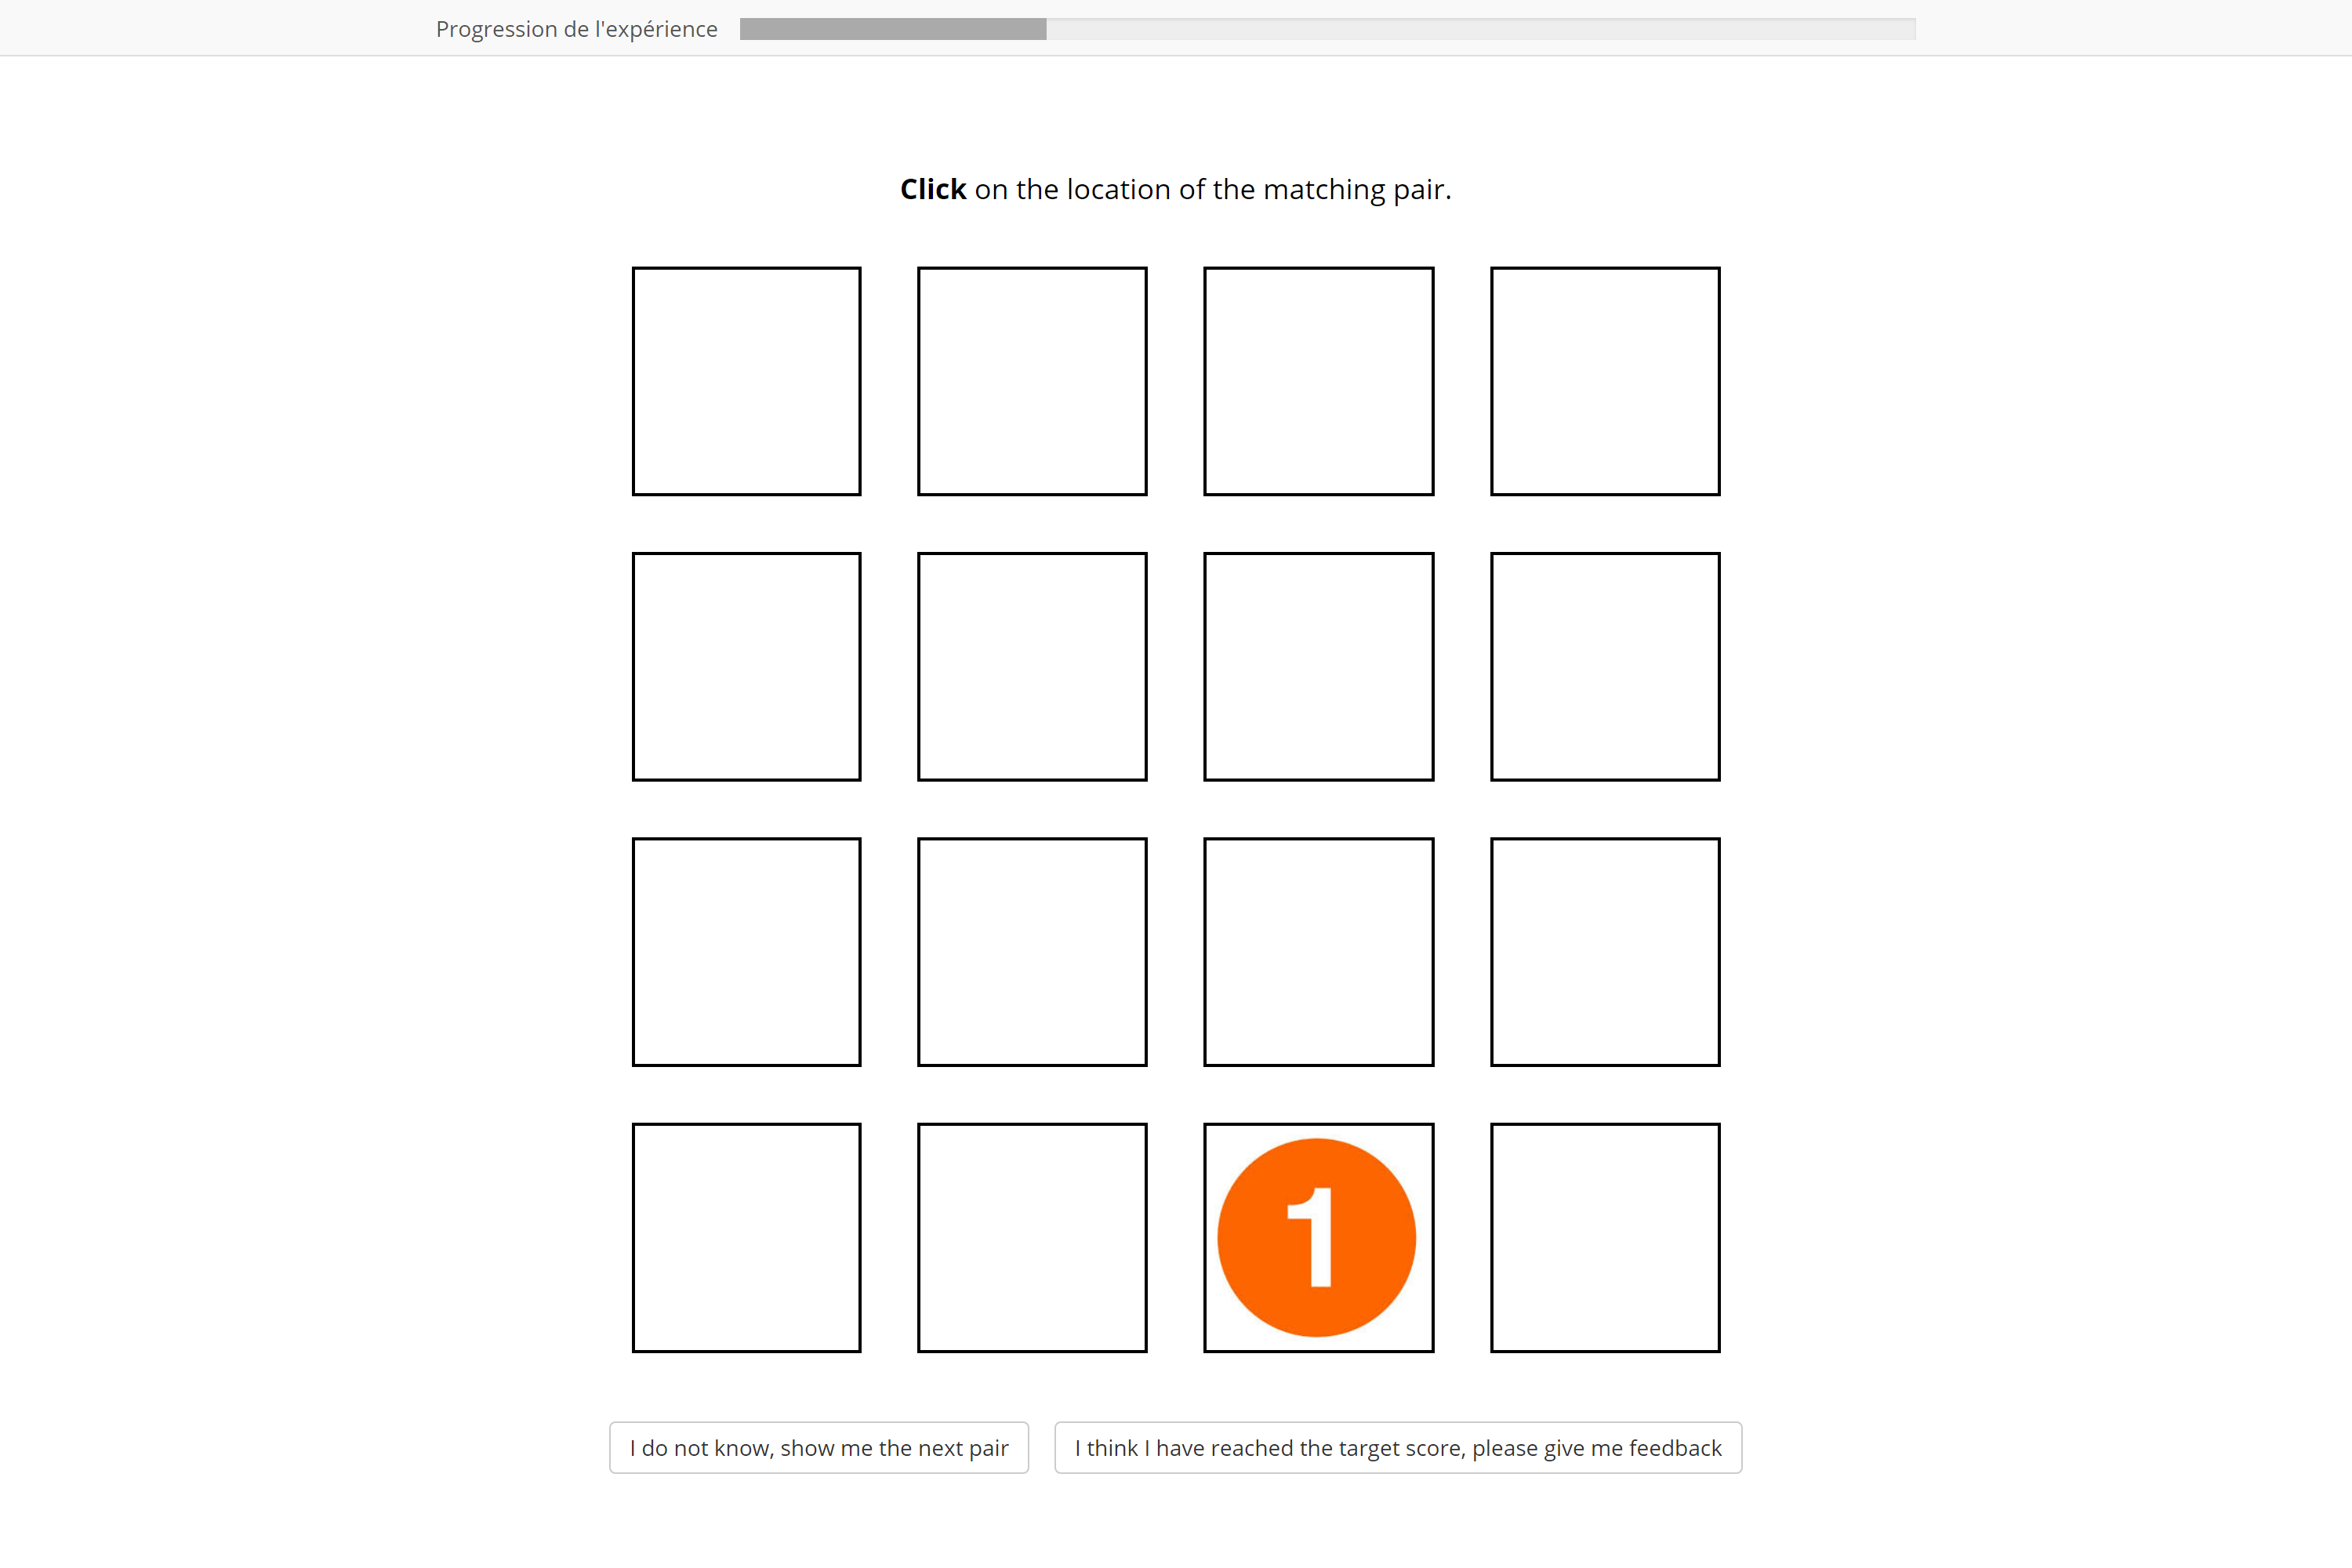 Progression de l'expérience
Click on the location of the matching pair.
1
I do not know, show me the next pair
I think I have reached the target score, please give me feedback